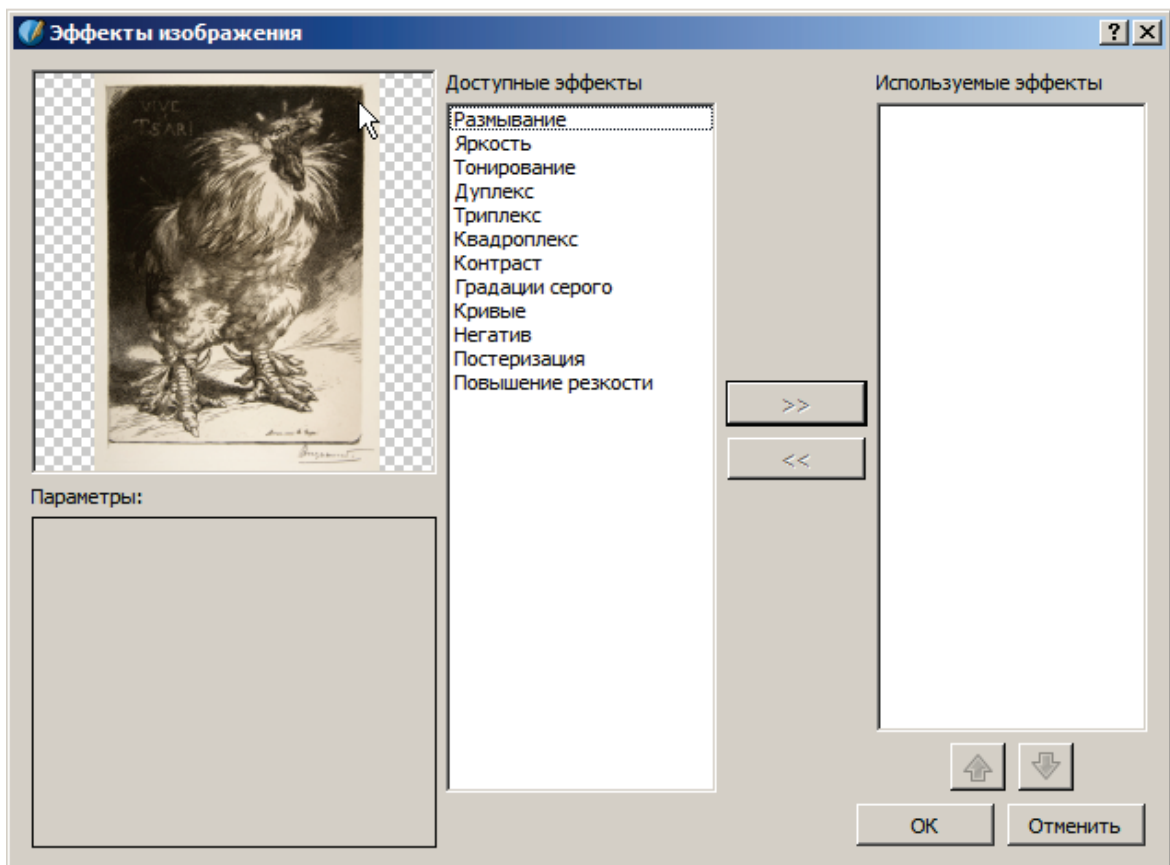 Эффекты изображения
VIVE
TSAR!
Доступные эффекты
Размывание
Яркость
Тонирование
Дуплекс
Триплекс
Квадроплекс
Контраст
Градации серого
Кривые
Негатив
Постеризация
Повышение резкости
>>
<<
Используемые эффекты
Параметры:
OK
Отменить